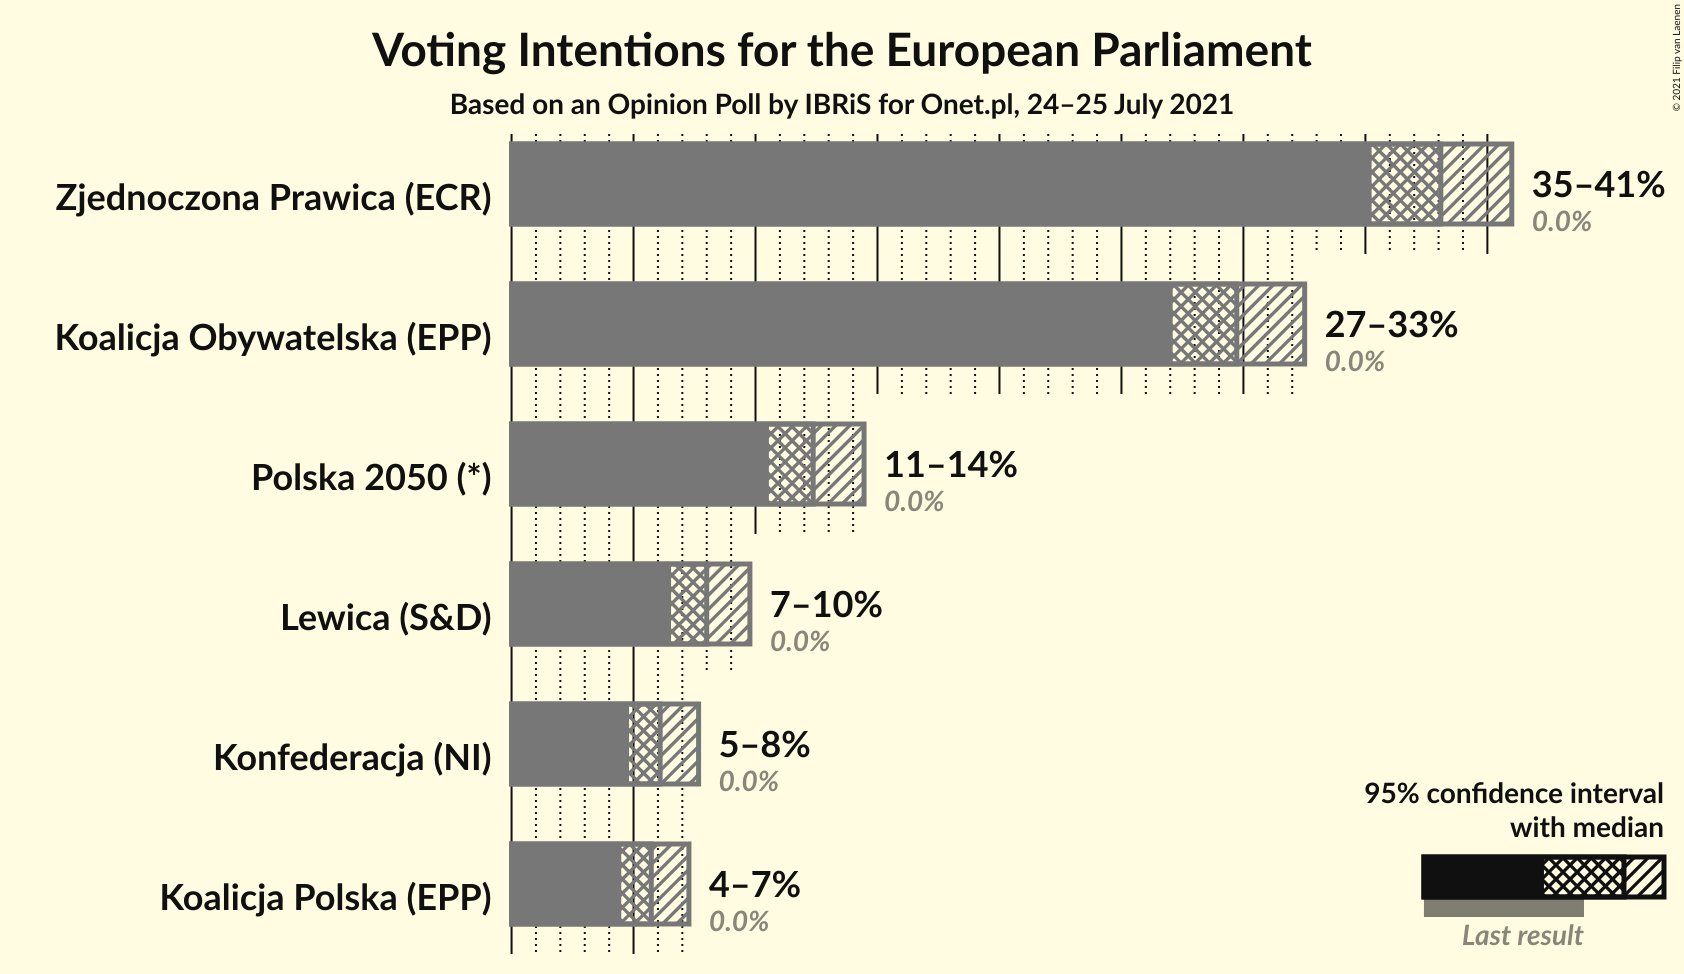 Voting Intentions for the European Parliament
Based on an Opinion Poll by IBRiS for Onet.pl, 24–25 July 2021
© 2021 Filip van Laenen
Zjednoczona Prawica (ECR)
35–41%
0.0%
Koalicja Obywatelska (EPP)
27–33%
0.0%
Polska 2050 (*)
11–14%
0.0%
Lewica (S&D)
7–10%
0.0%
Konfederacja (NI)
5–8%
0.0%
Koalicja Polska (EPP)
4–7%
0.0%
95% confidence interval
with median
Last result